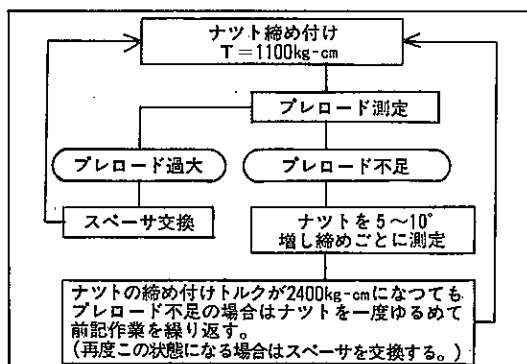 ナツト締め付け
T=1100kg-cm
プレロード測定
プレロード過大
プレロード不足
スペーサ交換
ナツトを5～10°
増し締めごとに測定
ナツトの締め付けトルクが2400kg-cmになつても
プレロード不足の場合はナツトを一度ゆるめて
前記作業を繰り返す。
(再度この状態になる場合はスペーサを交換する。)